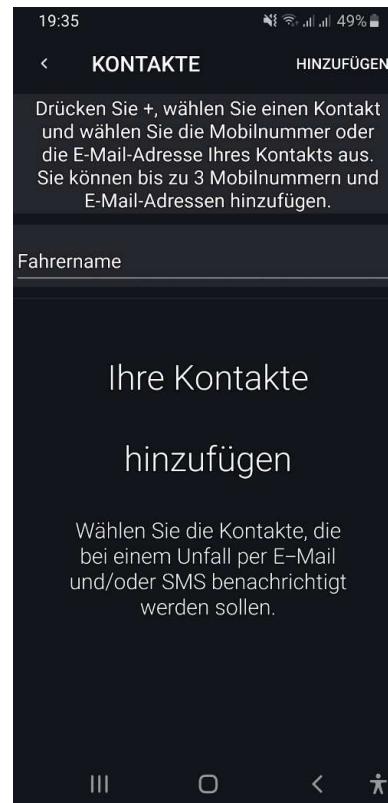 19:35 49%
KONTAKTE HINZUFÜGEN
Drücken Sie +, wählen Sie einen Kontakt
und wählen Sie die Mobilnummer oder
die E-Mail-Adresse Ihres Kontakts aus.
Sie können bis zu 3 Mobilnummern und
E-Mail-Adressen hinzufügen.
Fahrername
Ihre Kontakte
hinzufügen
Wählen Sie die Kontakte, die
bei einem Unfall per E–Mail
und/oder SMS benachrichtigt
werden sollen.